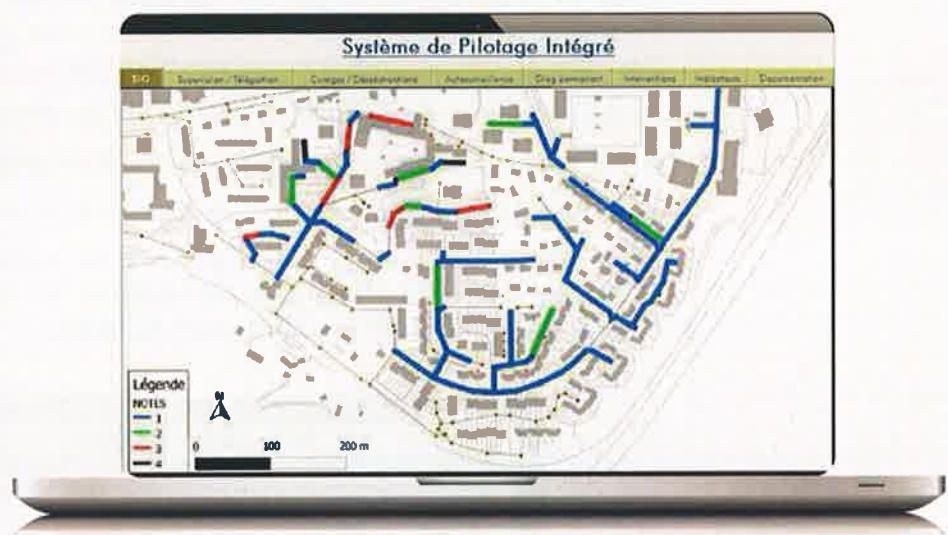 Système de Pilotage Intégré
SIG Supervision / Télégestion Curages / Désobstructions Autosurveillance Diag permanent Interventions Indicateurs Documentation
Légende
NOTES
1
2
3
4
N
0 100 200 m